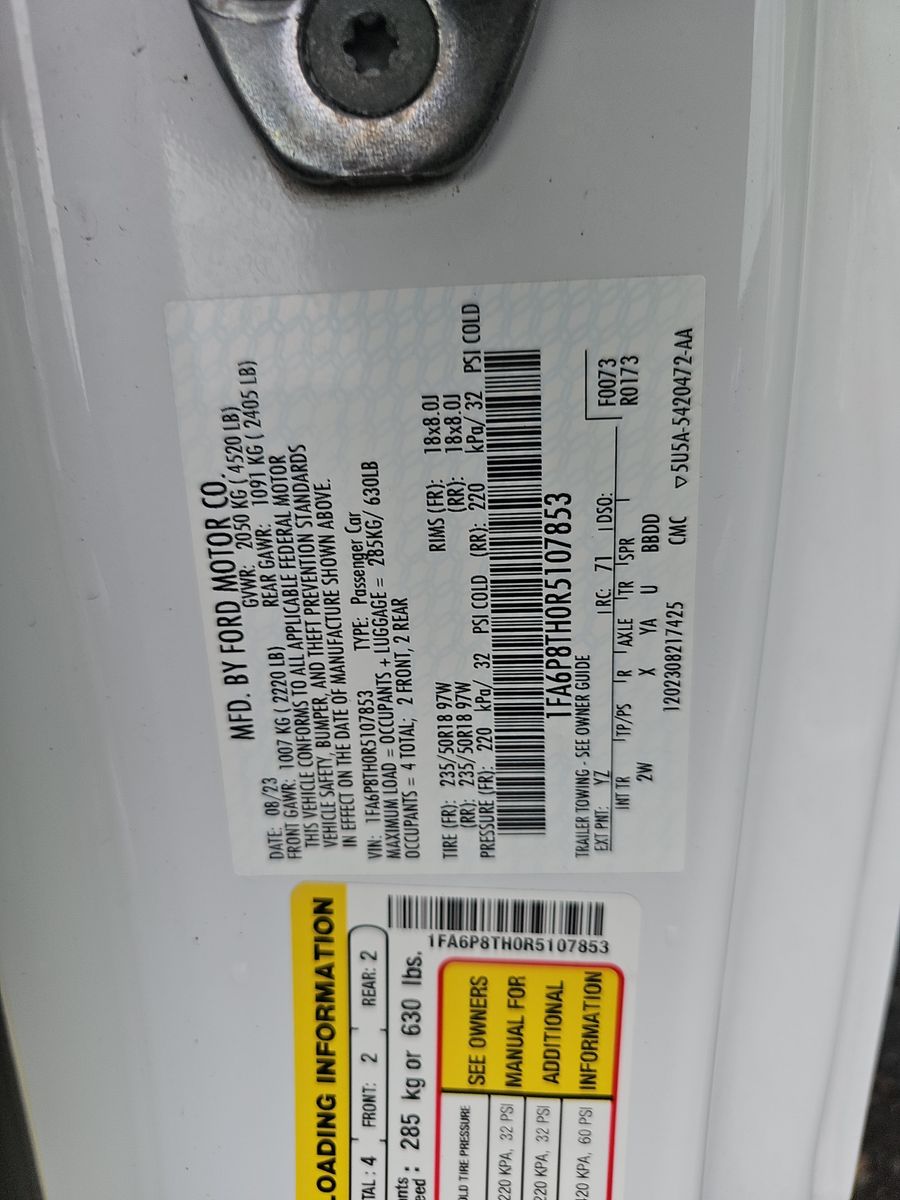 MFD. BY FORD MOTOR CO.
DATE: 08/23 GVWR: 2050 KG ( 4520 LB)
FRONT GAWR: 1007 KG ( 2220 LB) REAR GAWR: 1091 KG ( 2405 LB)
THIS VEHICLE CONFORMS TO ALL APPLICABLE FEDERAL MOTOR
VEHICLE SAFETY, BUMPER, AND THEFT PREVENTION STANDARDS
IN EFFECT ON THE DATE OF MANUFACTURE SHOWN ABOVE.
VIN: 1FA6P8TH0R5107853 TYPE: Passenger Car
MAXIMUM LOAD = OCCUPANTS + LUGGAGE = 285KG/ 630LB
OCCUPANTS = 4 TOTAL; 2 FRONT, 2 REAR
TIRE (FR): 235/50R18 97W RIMS (FR): 18x8.0J
(RR): 235/50R18 97W (RR): 18x8.0J
PRESSURE (FR): 220 kPa/ 32 PSI COLD (RR): 220 kPa/ 32 PSI COLD
1FA6P8TH0R5107853
TRAILER TOWING - SEE OWNER GUIDE
EXT PNT: YZ RC: 71 DSO: F0073
INT TR TP/PS R AXLE TR SPR R0173
2W X YA U BBDD
1202308217425 CMC ▽5U5A-5420472-AA
LOADING INFORMATION
TAL : 4 FRONT: 2 REAR: 2
nts : 285 kg or 630 lbs.
eed :
1FA6P8TH0R5107853
OLD TIRE PRESSURE
220 KPA, 32 PSI
220 KPA, 32 PSI
420 KPA, 60 PSI
SEE OWNERS
MANUAL FOR
ADDITIONAL
INFORMATION